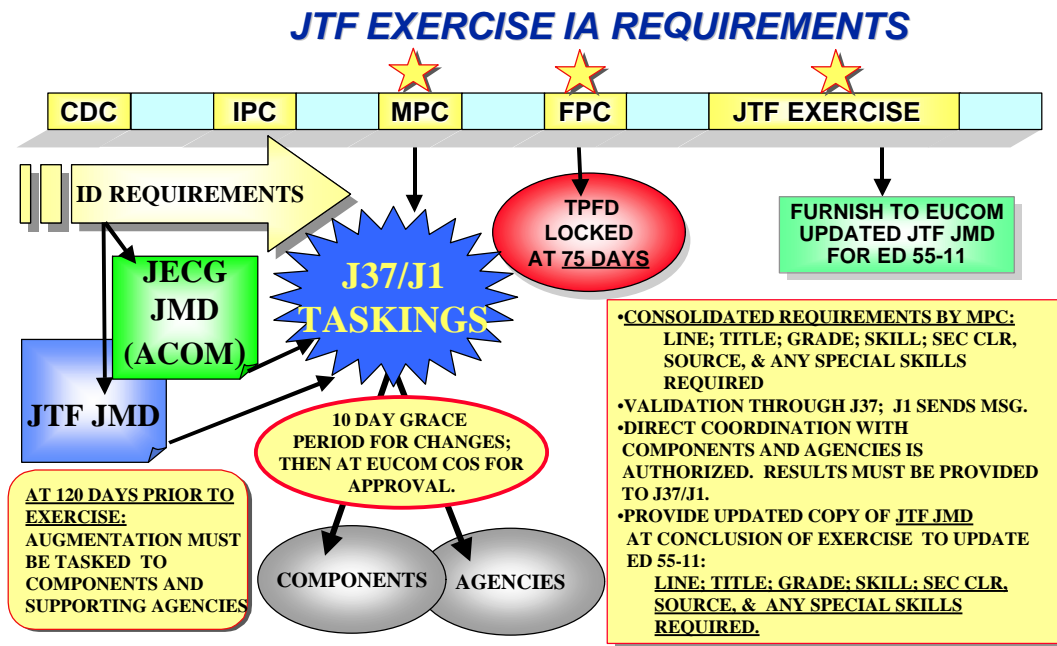 JTF EXERCISE IA REQUIREMENTS
CDC
IPC
MPC
FPC
JTF EXERCISE
ID REQUIREMENTS
JECG
JMD
(ACOM)
JTF JMD
J37/J1
TASKINGS
TPFD
LOCKED
AT 75 DAYS
FURNISH TO EUCOM
UPDATED JTF JMD
FOR ED 55-11
10 DAY GRACE
PERIOD FOR CHANGES;
THEN AT EUCOM COS FOR
APPROVAL.
COMPONENTS
AGENCIES
AT 120 DAYS PRIOR TO
EXERCISE:
AUGMENTATION MUST
BE TASKED TO
COMPONENTS AND
SUPPORTING AGENCIES
•CONSOLIDATED REQUIREMENTS BY MPC:
LINE; TITLE; GRADE; SKILL; SEC CLR,
SOURCE, & ANY SPECIAL SKILLS
REQUIRED
•VALIDATION THROUGH J37; J1 SENDS MSG.
•DIRECT COORDINATION WITH
COMPONENTS AND AGENCIES IS
AUTHORIZED. RESULTS MUST BE PROVIDED
TO J37/J1.
•PROVIDE UPDATED COPY OF JTF JMD
AT CONCLUSION OF EXERCISE TO UPDATE
ED 55-11:
LINE; TITLE; GRADE; SKILL; SEC CLR,
SOURCE, & ANY SPECIAL SKILLS
REQUIRED.